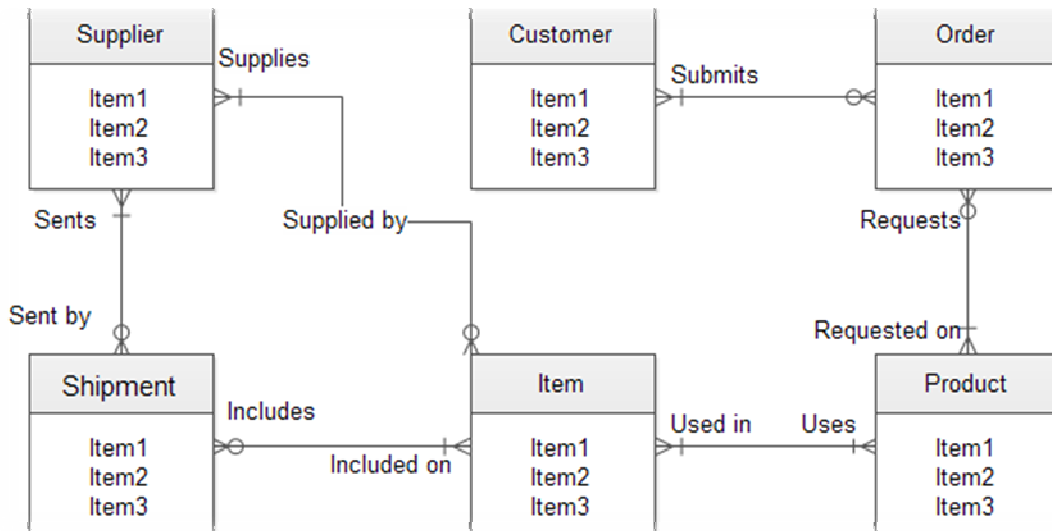 Supplier
Item1
Item2
Item3
Supplies
Customer
Item1
Item2
Item3
Submits
Order
Item1
Item2
Item3
Sents
Supplied by
Requests
Sent by
Requested on
Shipment
Item1
Item2
Item3
Includes
Included on
Item
Item1
Item2
Item3
Used in
Uses
Product
Item1
Item2
Item3